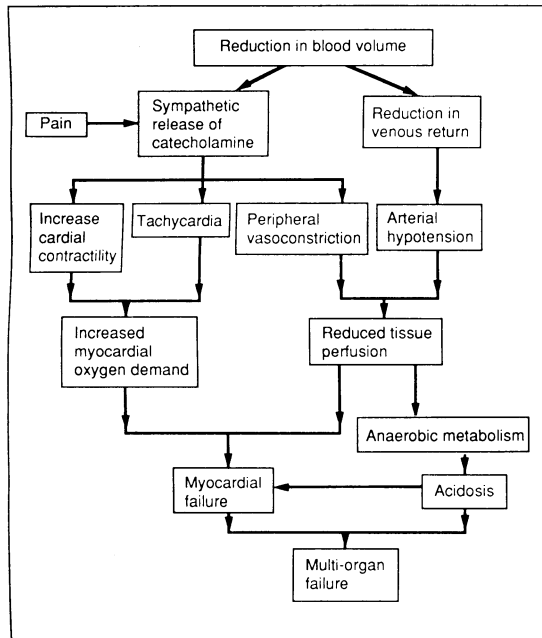 Reduction in blood volume
Pain
Sympathetic
release of
catecholamine
Reduction in
venous return
Increase
cardial
contractility
Tachycardia
Peripheral
vasoconstriction
Arterial
hypotension
Increased
myocardial
oxygen demand
Reduced tissue
perfusion
Anaerobic metabolism
Myocardial
failure
Acidosis
Multi-organ
failure